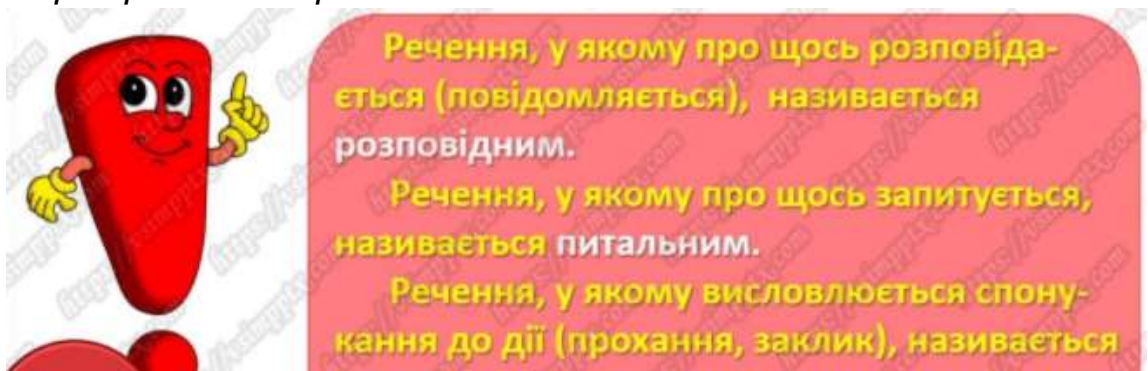 Речення, у якому про щось розповіда-
ється (повідомляється), називається
розповідним.
Речення, у якому про щось запитується,
називається питальним.
Речення, у якому висловлюється спону-
кання до дії (прохання, заклик), називається